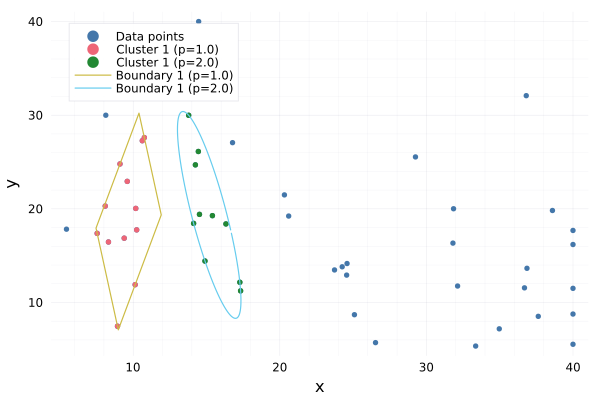 40
Data points
Cluster 1 (p=1.0)
Cluster 1 (p=2.0)
Boundary 1 (p=1.0)
Boundary 1 (p=2.0)
30
y
20
10
10
20
30
40
x